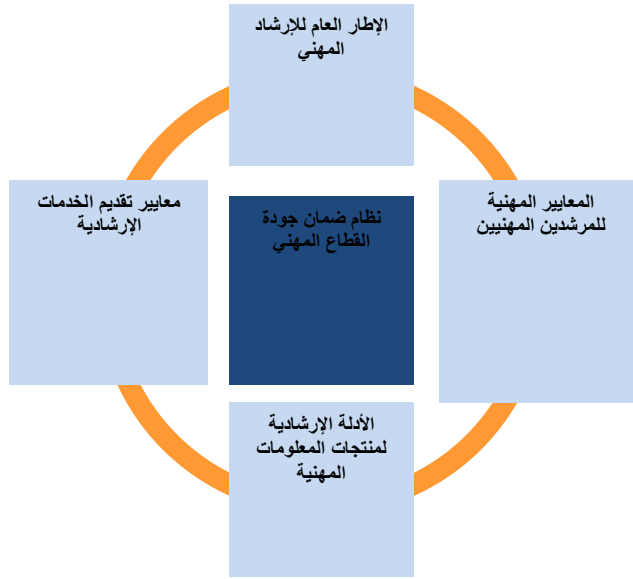 الإطار العام للإرشاد
المهني
المعايير المهنية
للمرشدين المهنيين
نظام ضمان جودة
القطاع المهني
معايير تقديم الخدمات
الإرشادية
الأدلة الإرشادية
لمنتجات المعلومات
المهنية